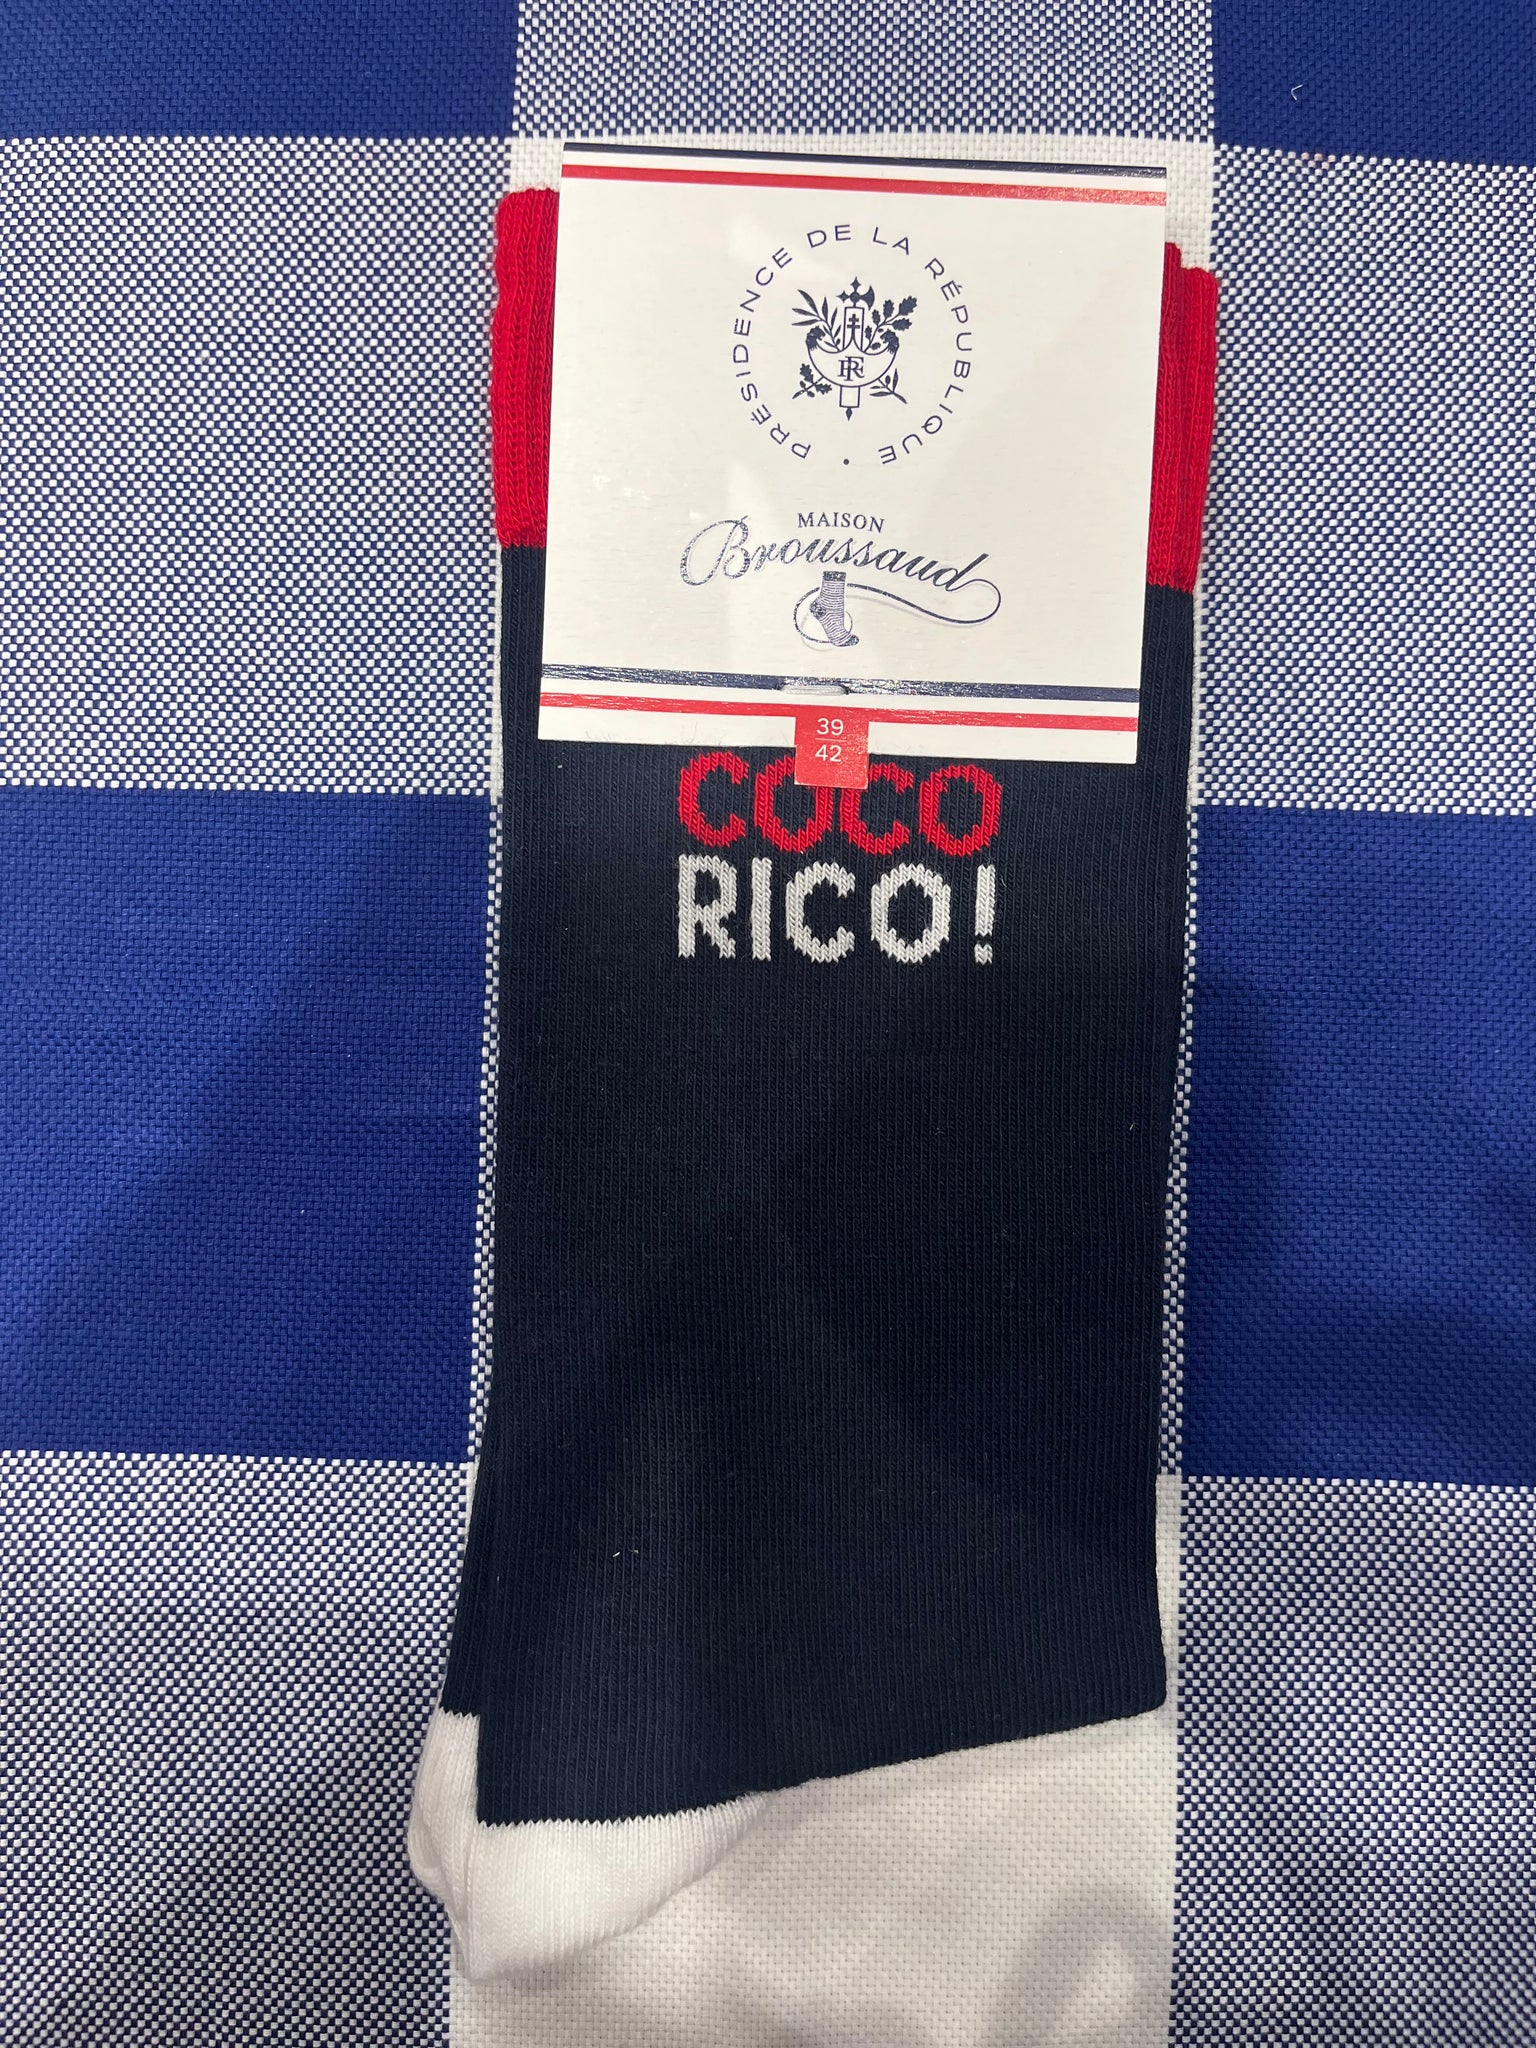 PRÉSIDENCE DE LA RÉPUBLIQUE •
RF
MAISON
Broussaud
39
42
COCO
RICO!